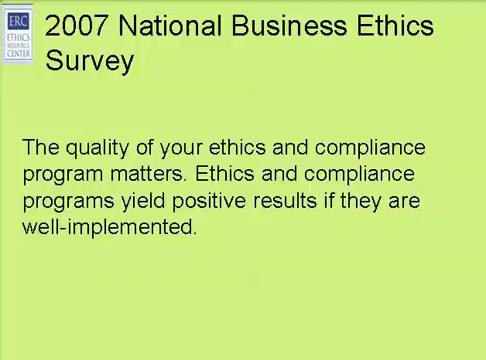 ERC
ETHICS
RESOURCE
CENTER
2007 National Business Ethics
Survey
The quality of your ethics and compliance
program matters. Ethics and compliance
programs yield positive results if they are
well-implemented.